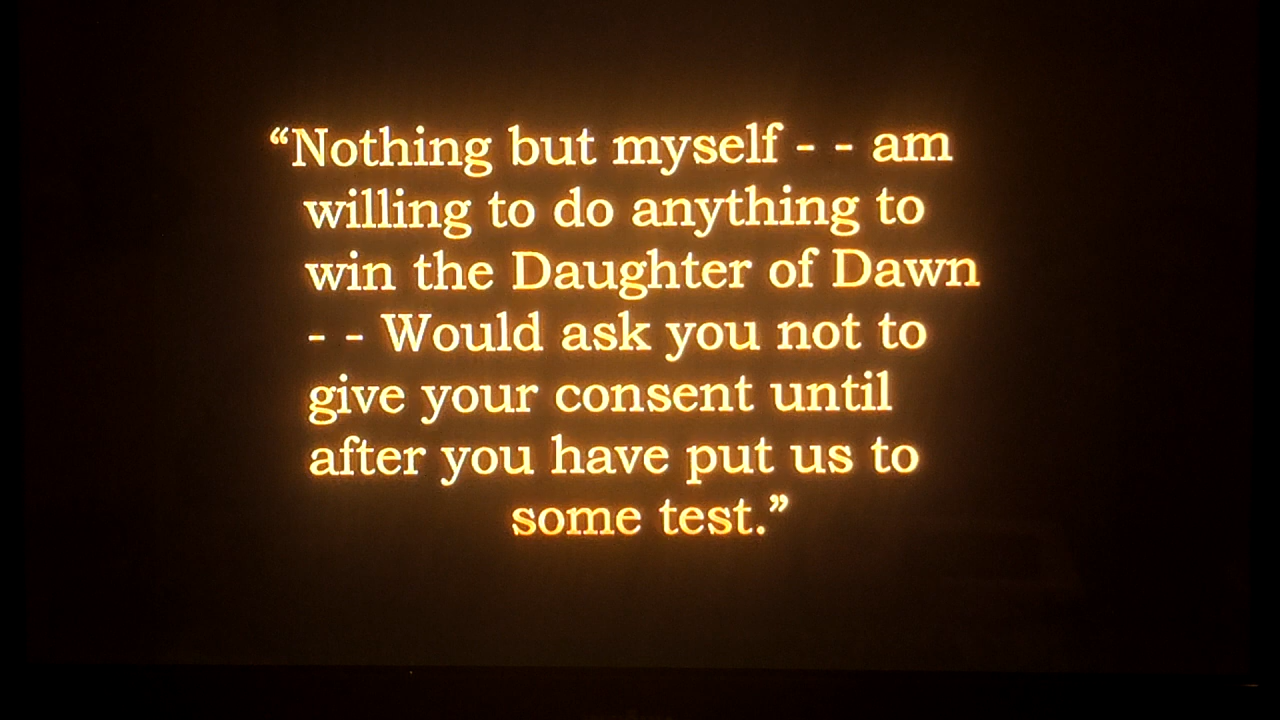 “Nothing but myself - - am
willing to do anything to
win the Daughter of Dawn
- - Would ask you not to
give your consent until
after you have put us to
some test.”